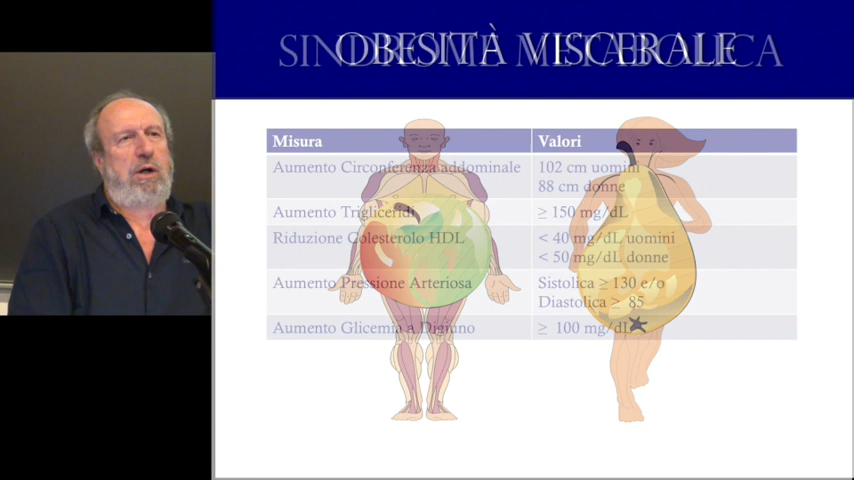 SINDROME METABOLICA
OBESITÀ VISCERALE
Misura Valori
Aumento Circonferenza addominale 102 cm uomini
88 cm donne
Aumento Trigliceridi ≥ 150 mg/dL
Riduzione Colesterolo HDL < 40 mg/dL uomini
< 50 mg/dL donne
Aumento Pressione Arteriosa Sistolica ≥ 130 e/o
Diastolica ≥ 85
Aumento Glicemia a Digiuno ≥ 100 mg/dL